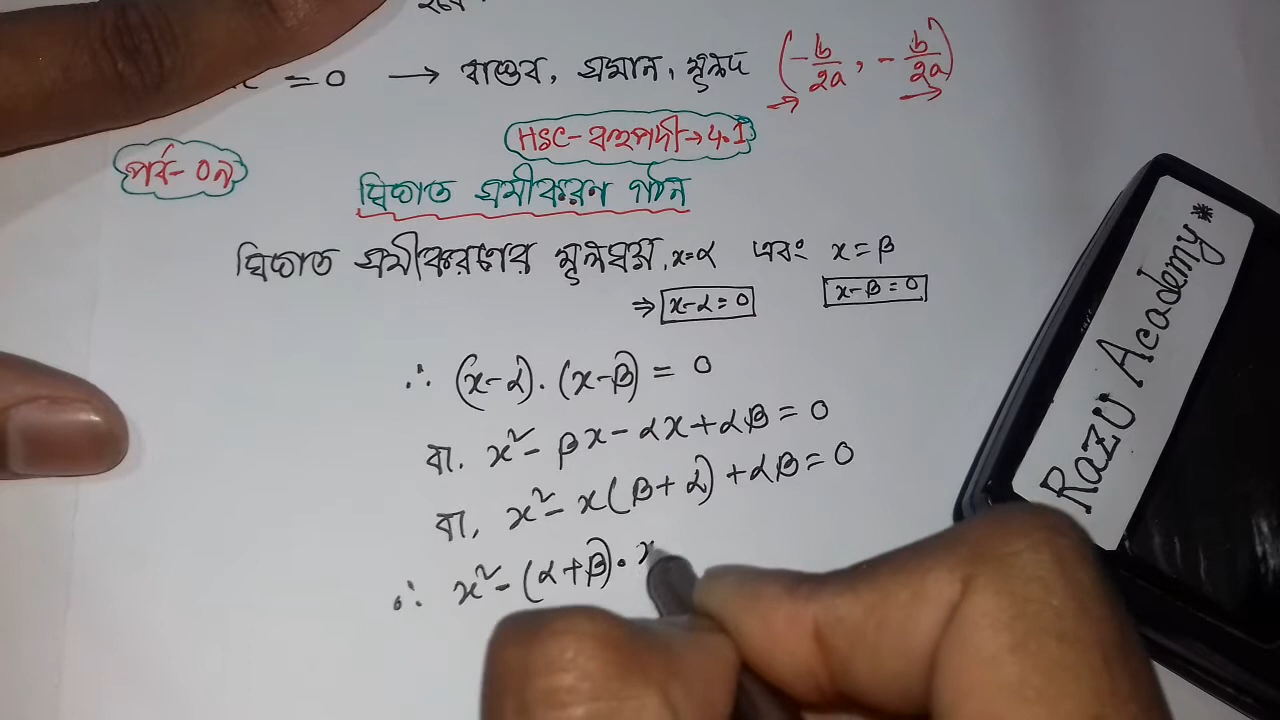 = 0 → বাস্তব, সমান, মূলদ (-b/2a, -b/2a)
HSC-বহুপদী→4.1
পর্ব-০৯
দ্বিঘাত সমীকরণ গঠন
দ্বিঘাত সমীকরণের মূলদ্বয়, x=α এবং x=β
⇒ x-α=0 x-β=0
∴ (x-α).(x-β) = 0
বা, x²- βx- αx+αβ=0
বা, x²- x(β+α)+αβ=0
∴ x²-(α+β)·x
RAZU Academy*